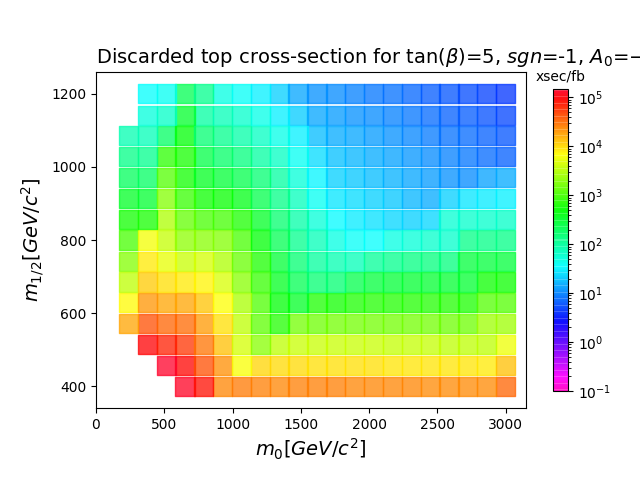 Discarded top cross-section for tan(β)=5, sgn=-1, A₀=−
xsec/fb
m₁/₂[GeV/c²]
1200
1000
800
600
400
0 500 1000 1500 2000 2500 3000
m₀[GeV/c²]
10⁵
10⁴
10³
10²
10¹
10⁰
10⁻¹